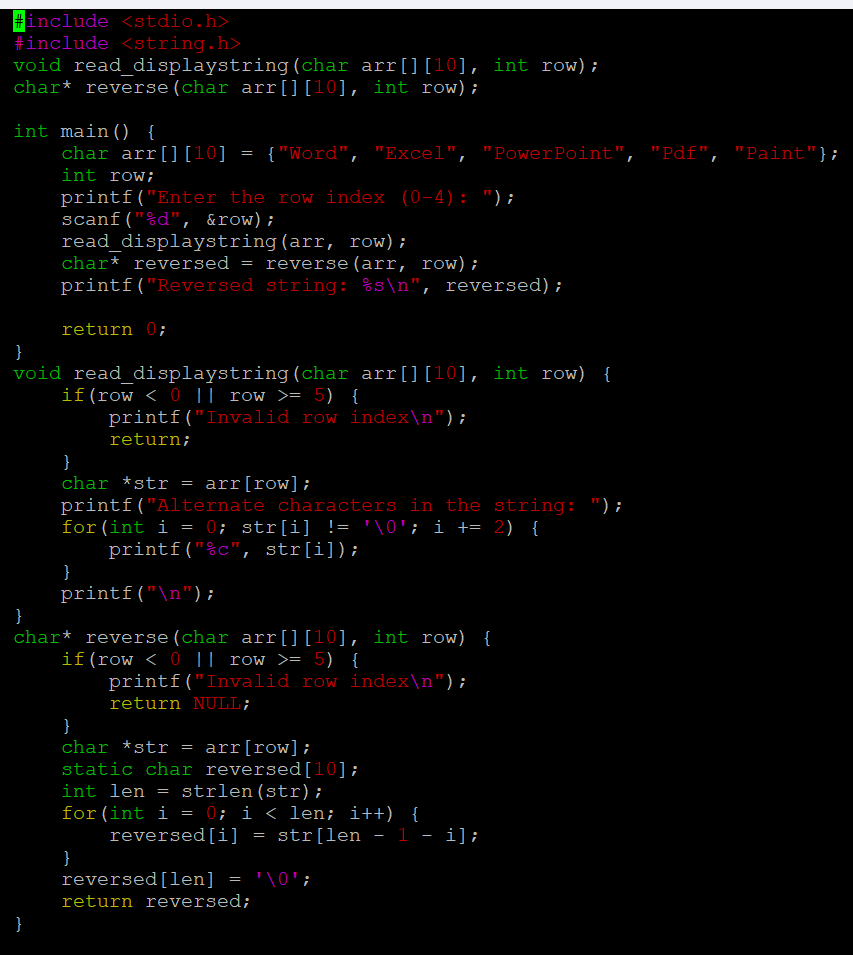 #include <stdio.h>
#include <string.h>
void read_displaystring(char arr[][10], int row);
char* reverse(char arr[][10], int row);

int main() {
    char arr[][10] = {"Word", "Excel", "PowerPoint", "Pdf", "Paint"};
    int row;
    printf("Enter the row index (0-4): ");
    scanf("%d", &row);
    read_displaystring(arr, row);
    char* reversed = reverse(arr, row);
    printf("Reversed string: %s\n", reversed);

    return 0;
}
void read_displaystring(char arr[][10], int row) {
    if(row < 0 || row >= 5) {
        printf("Invalid row index\n");
        return;
    }
    char *str = arr[row];
    printf("Alternate characters in the string: ");
    for(int i = 0; str[i] != '\0'; i += 2) {
        printf("%c", str[i]);
    }
    printf("\n");
}
char* reverse(char arr[][10], int row) {
    if(row < 0 || row >= 5) {
        printf("Invalid row index\n");
        return NULL;
    }
    char *str = arr[row];
    static char reversed[10];
    int len = strlen(str);
    for(int i = 0; i < len; i++) {
        reversed[i] = str[len - 1 - i];
    }
    reversed[len] = '\0';
    return reversed;
}